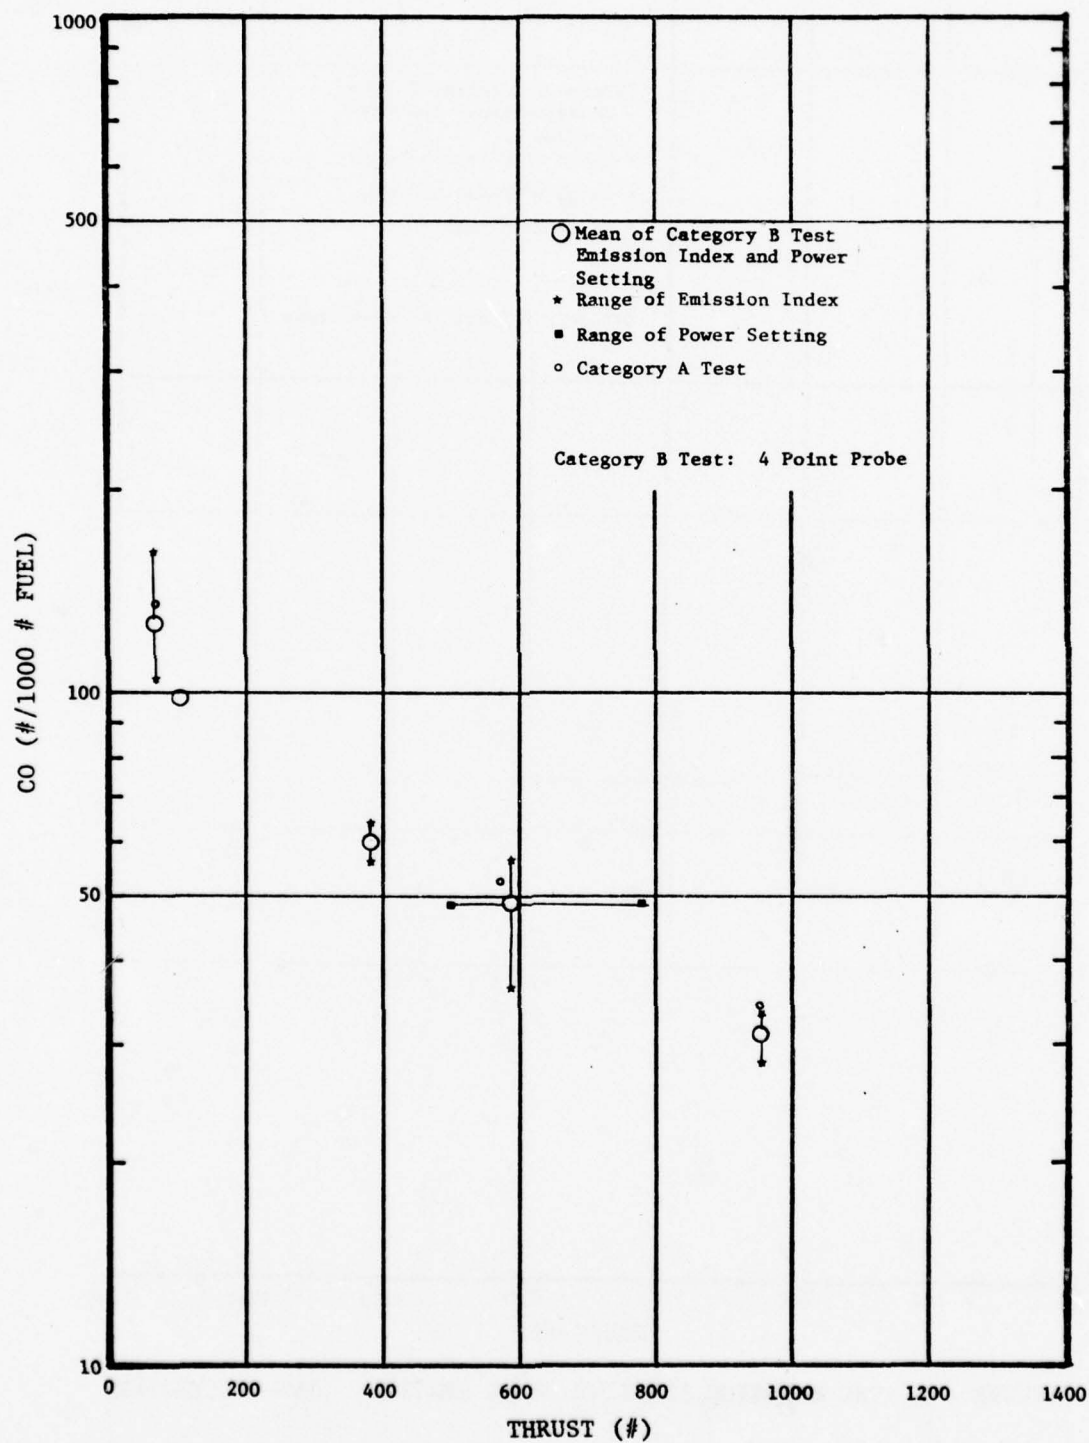 1000
500
○ Mean of Category B Test
Emission Index and Power
Setting
★ Range of Emission Index
■ Range of Power Setting
○ Category A Test
Category B Test: 4 Point Probe
CO (#/1000 # FUEL)
100
50
10
0 200 400 600 800 1000 1200 1400
THRUST (#)